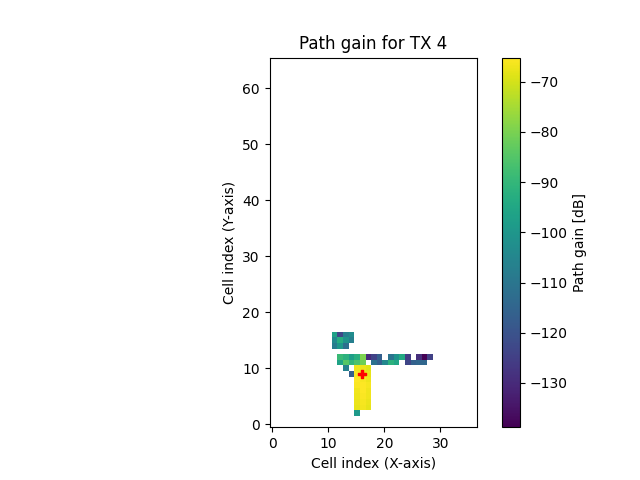 Path gain for TX 4
60
50
40
30
20
10
0
0 10 20 30
Cell index (X-axis)
Cell index (Y-axis)
−70
−80
−90
−100
−110
−120
−130
Path gain [dB]